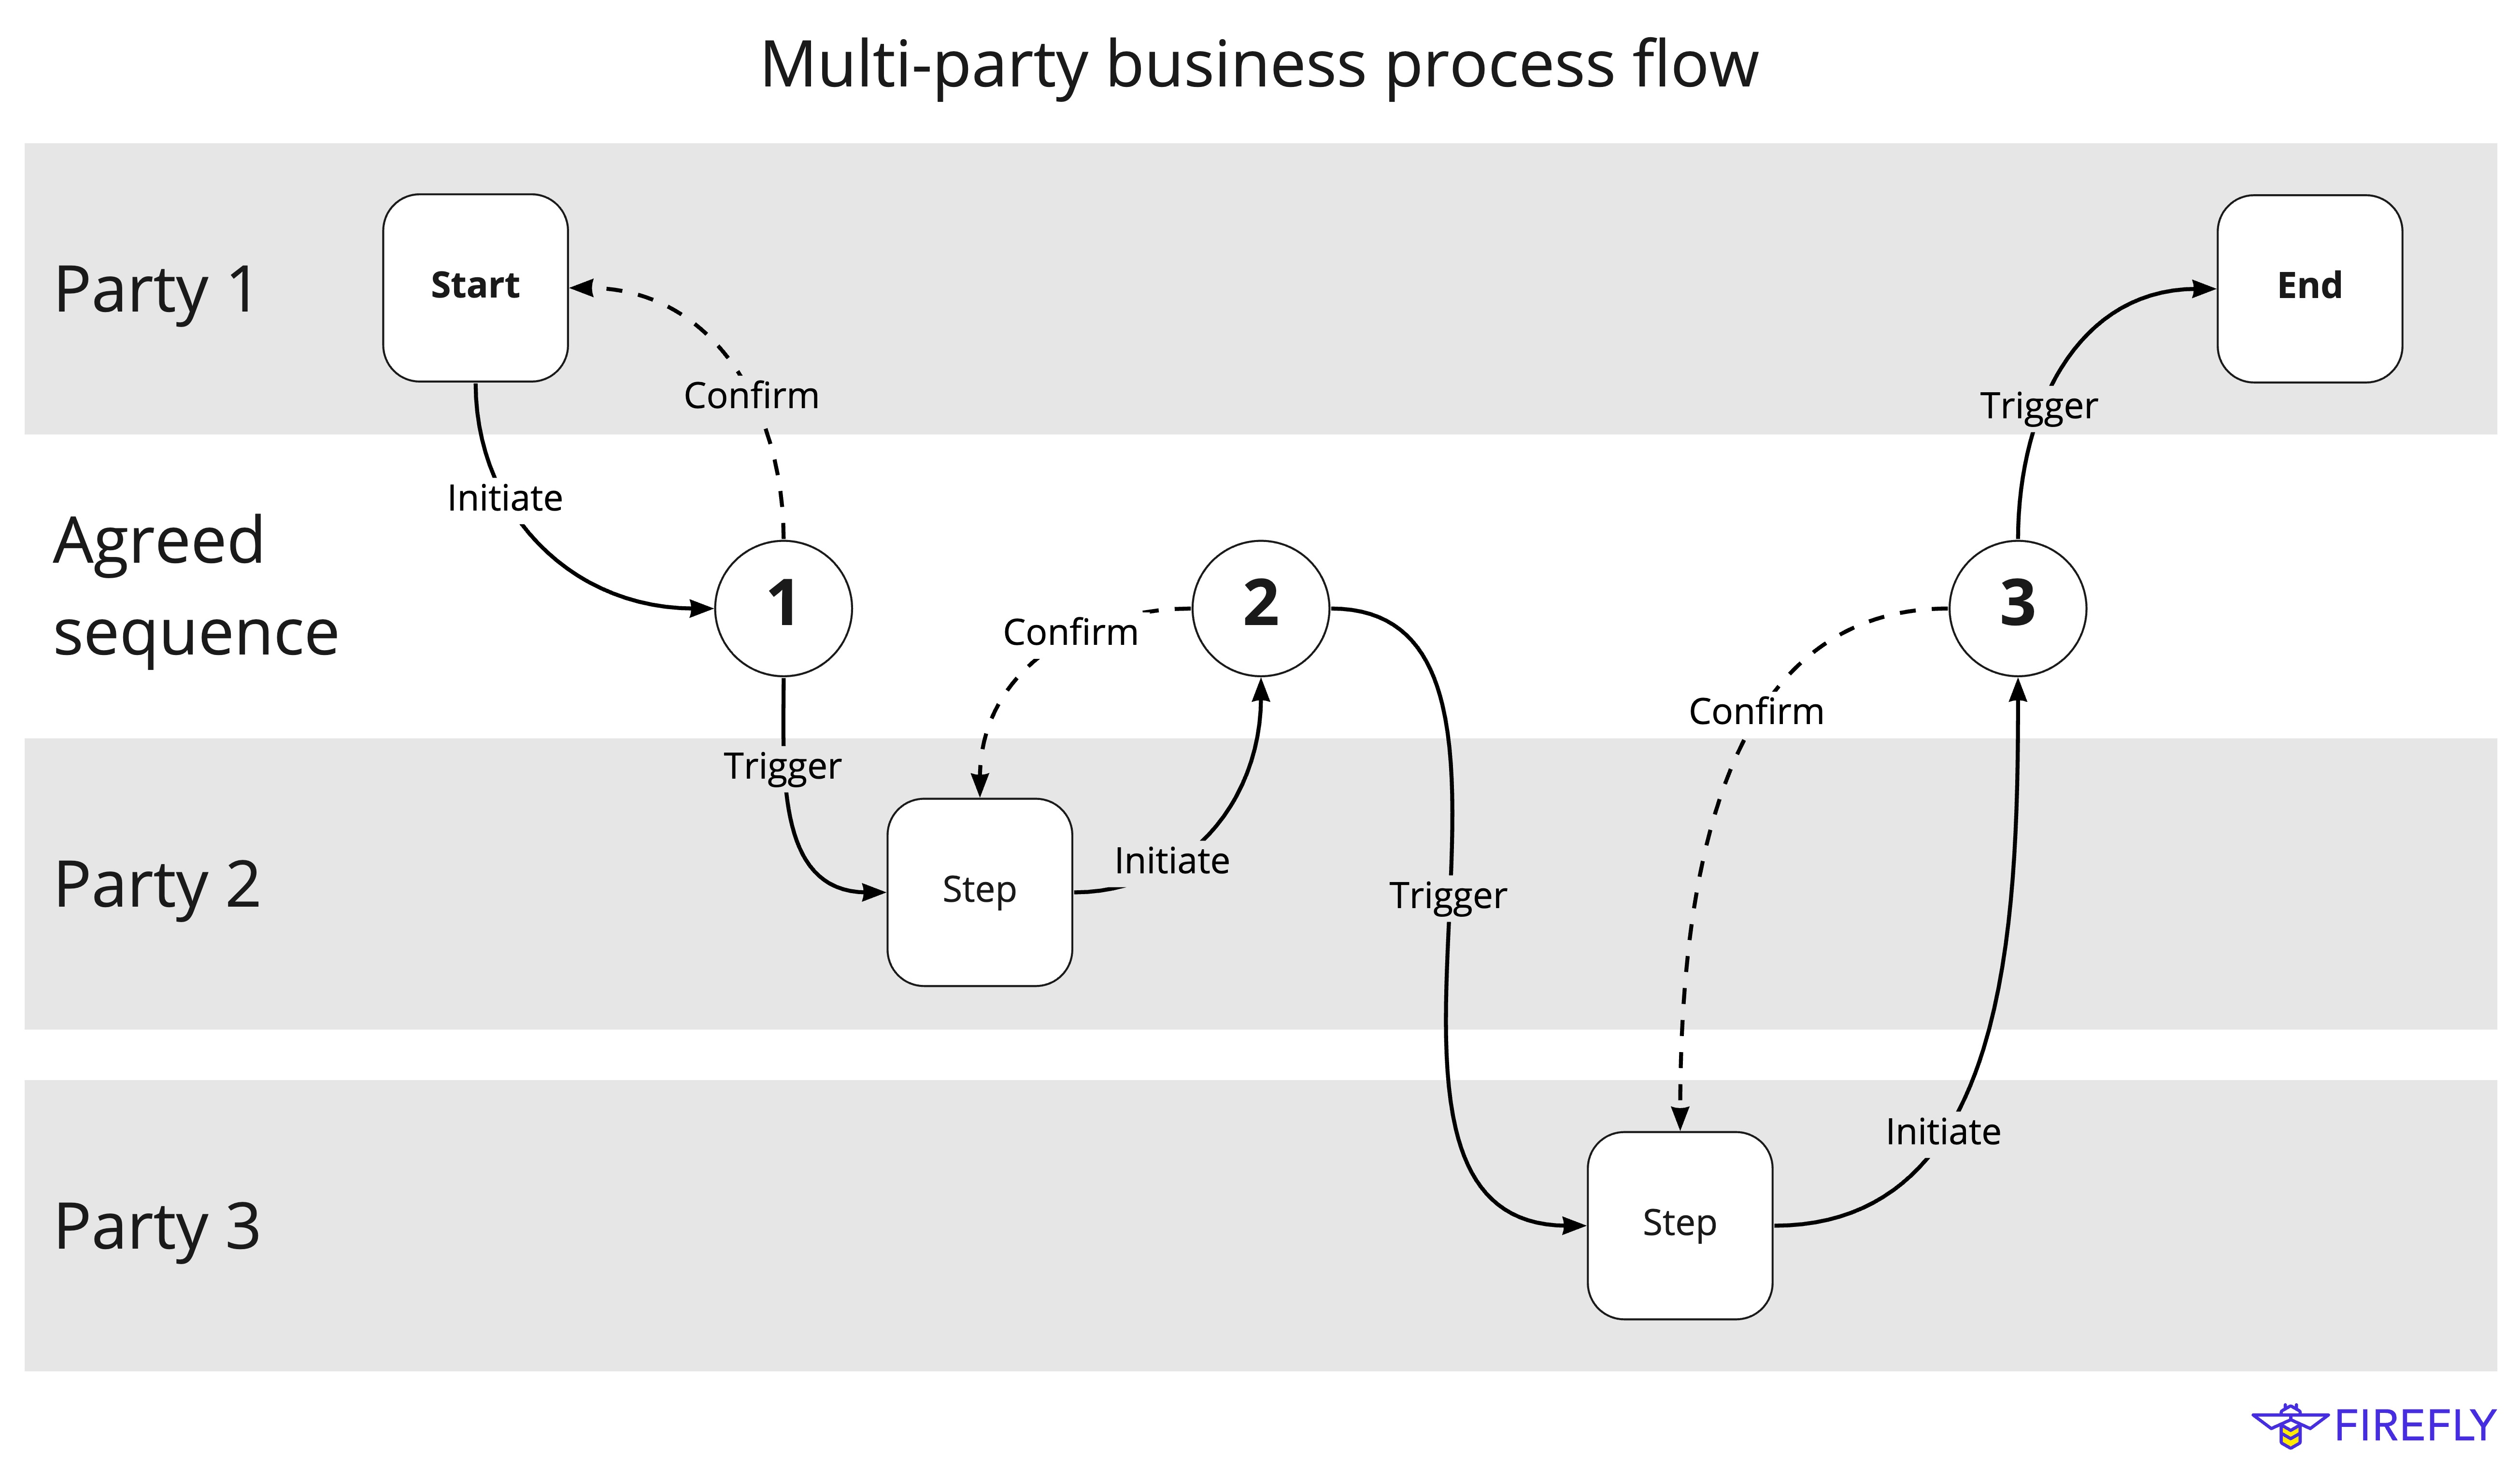 Multi-party business process flow
Party 1
Start
End
Confirm
Trigger
Initiate
Agreed
sequence
1
2
3
Confirm
Confirm
Trigger
Party 2
Step
Initiate
Trigger
Party 3
Step
Initiate
FIREFLY